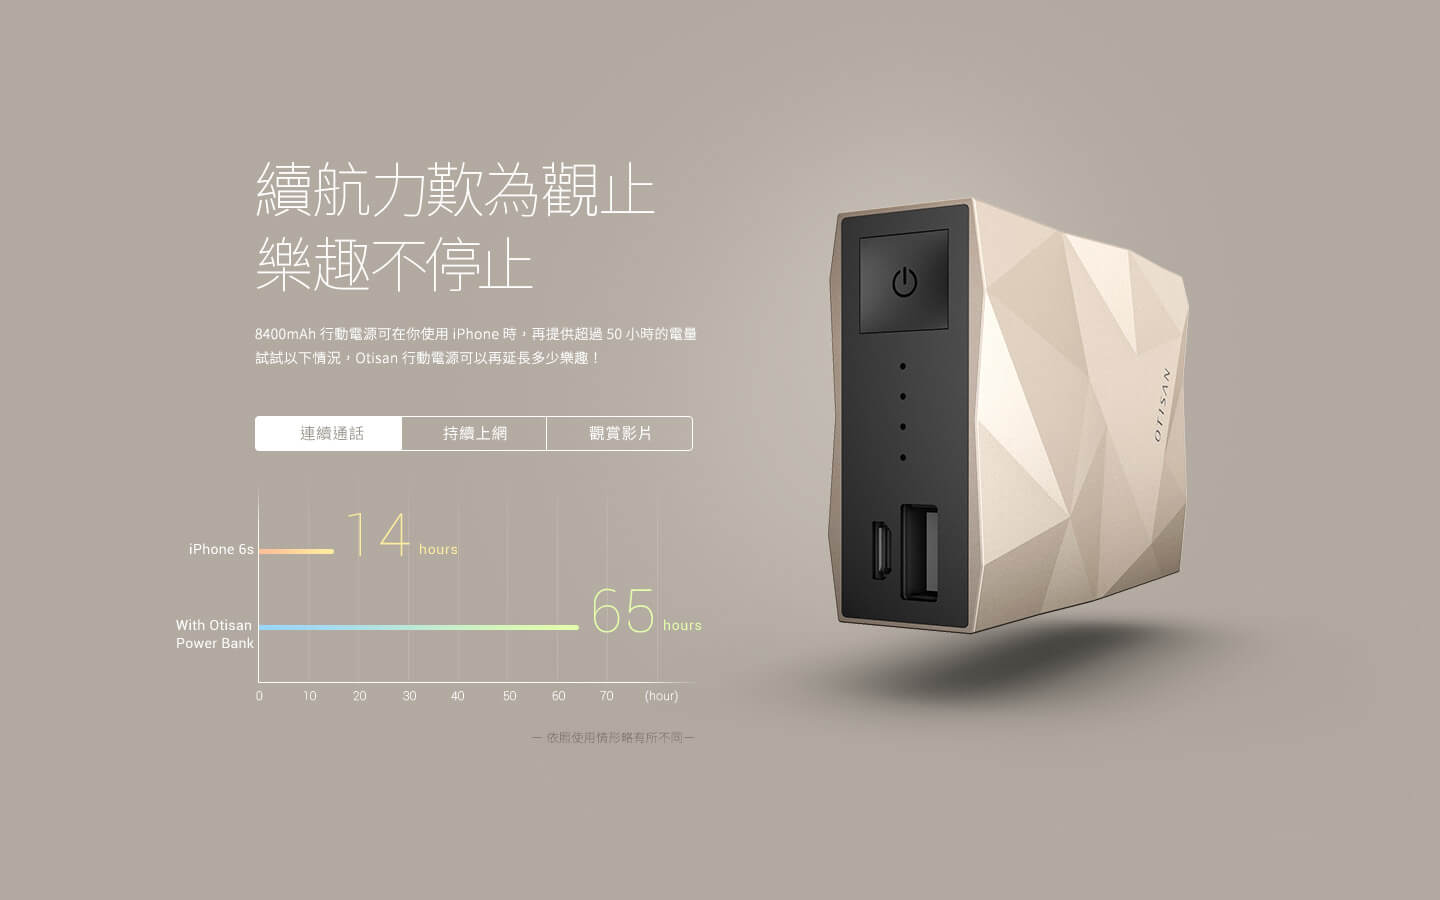 續航力歎為觀止
樂趣不停止
8400mAh 行動電源可在你使用 iPhone 時，再提供超過 50 小時的電量
試試以下情況，Otisan 行動電源可以再延長多少樂趣！
連續通話 持續上網 觀賞影片
iPhone 6s 14 hours
With Otisan
Power Bank
65 hours
0 10 20 30 40 50 60 70 (hour)
— 依照使用情形略有所不同—
OTISAN